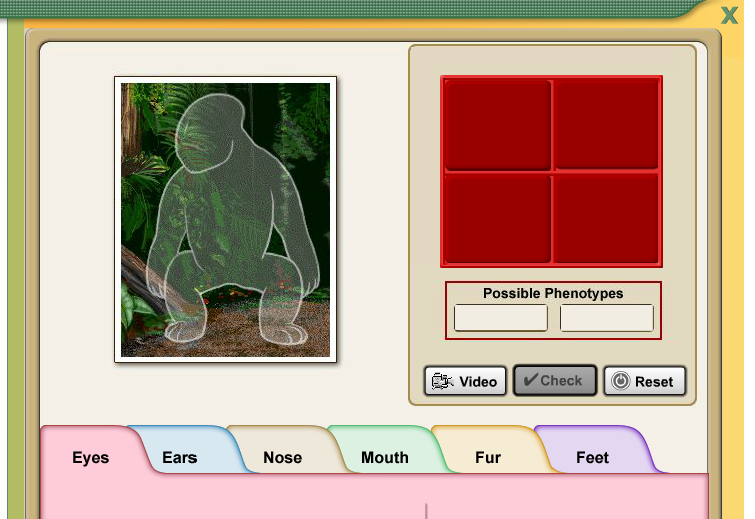 X
Possible Phenotypes
Video
Check
Reset
Eyes
Ears
Nose
Mouth
Fur
Feet